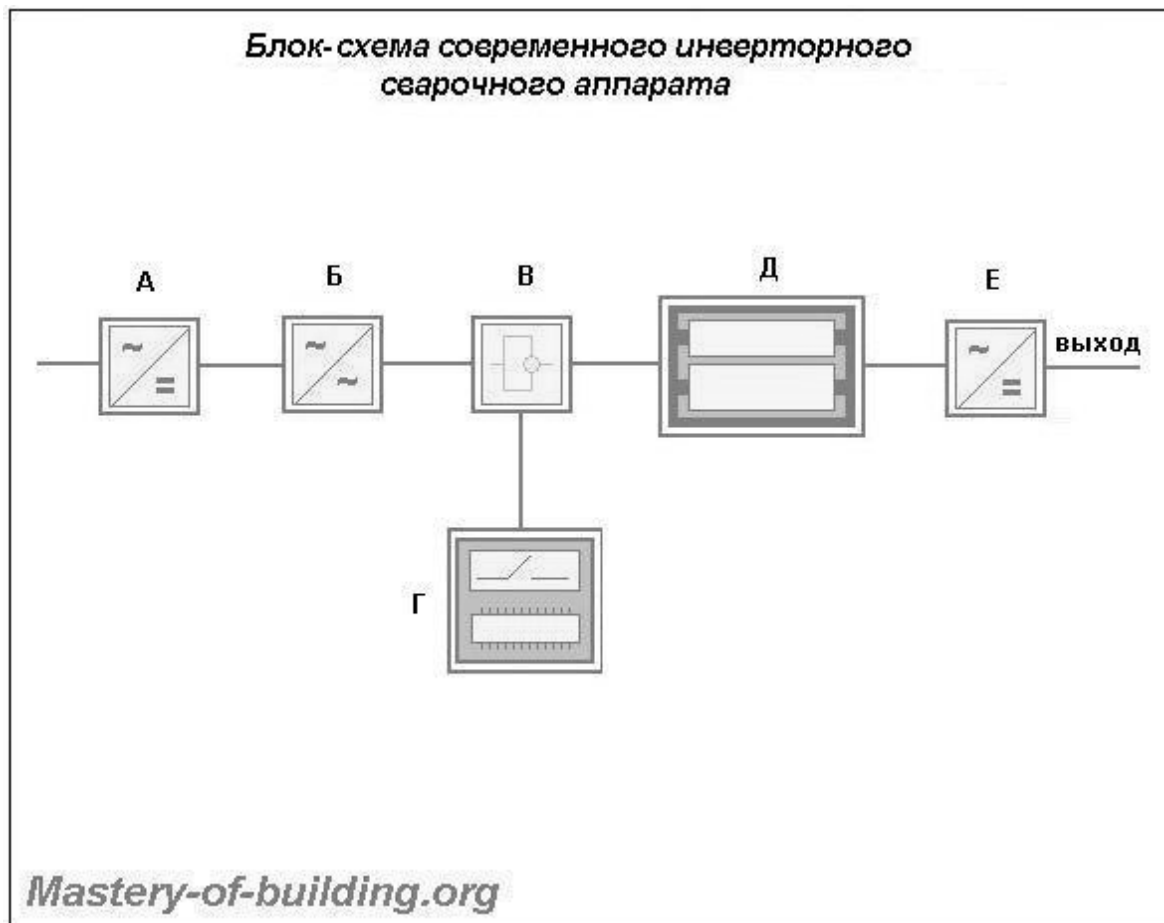 Блок-схема современного инверторного
сварочного аппарата
А
Б
В
Д
Е
~
=
~
~
~
=
выход
Г
Mastery-of-building.org